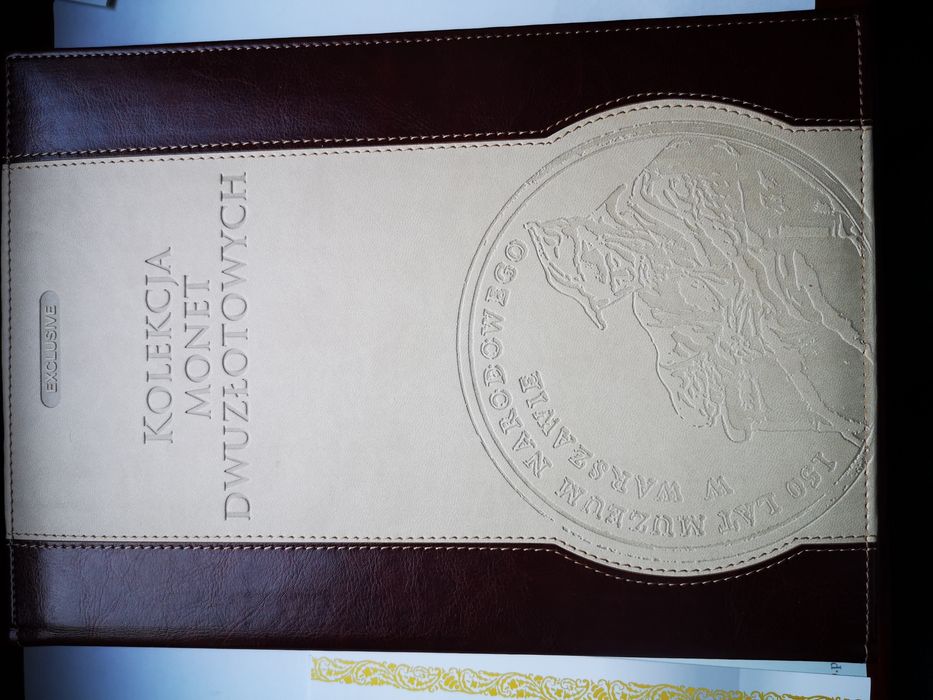 EXCLUSIVE
KOLEKCJA
MONET
DWUZŁOTOWYCH
150 LAT MUZEUM NARODOWEGO
W WARSZAWIE